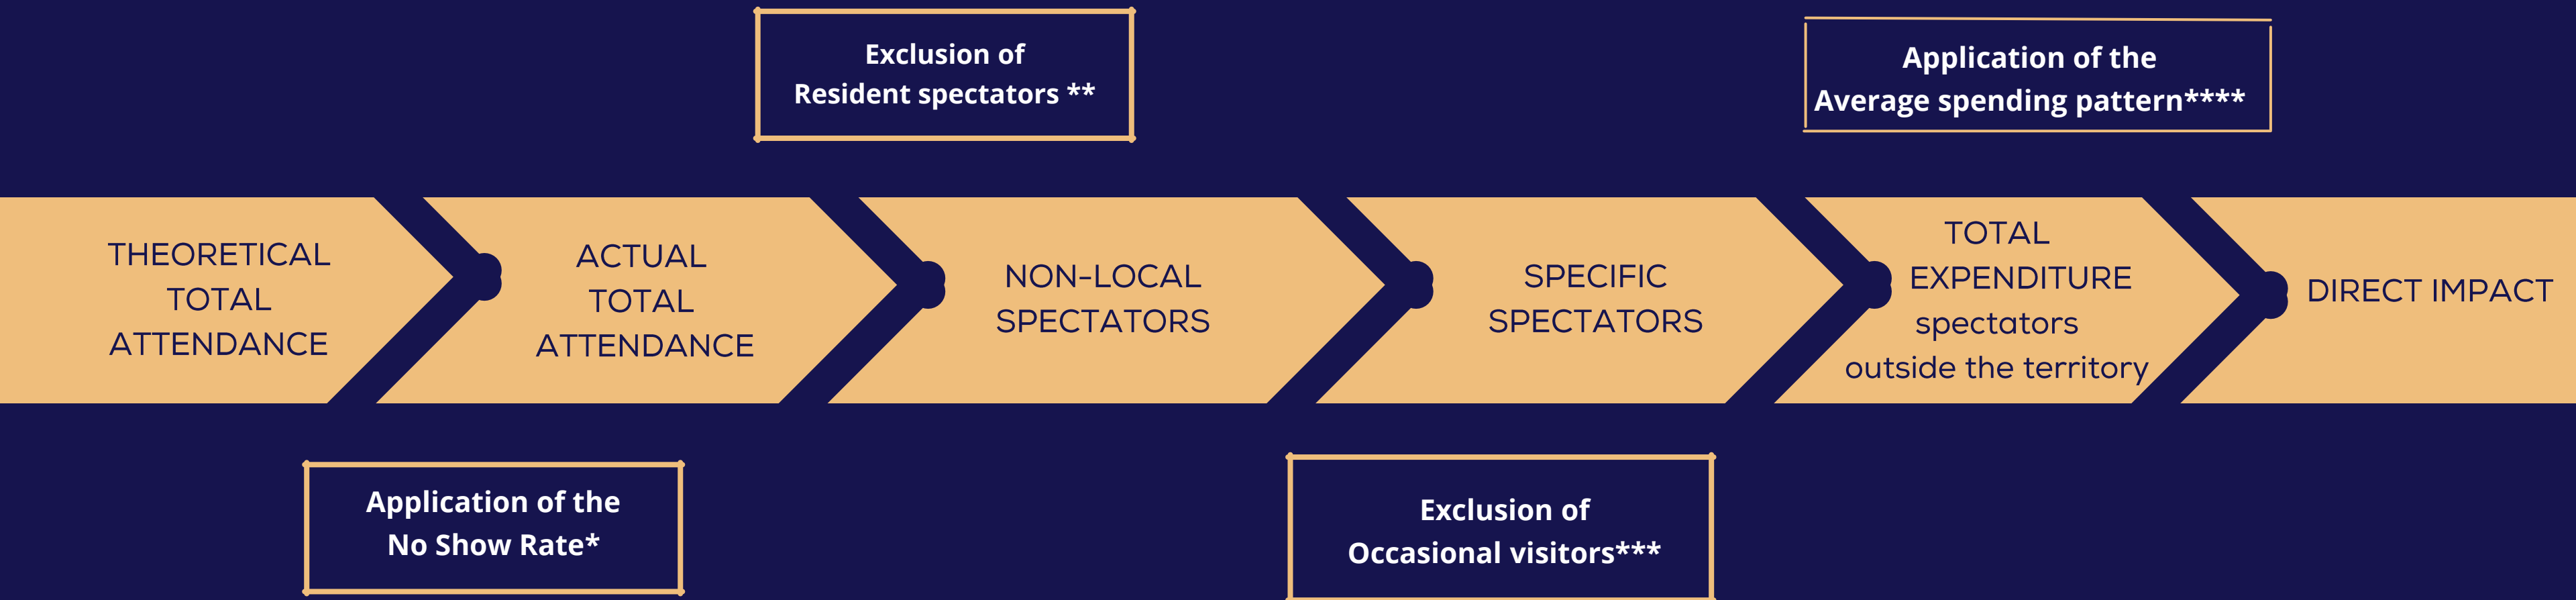 Exclusion of
Resident spectators **
Application of the
Average spending pattern****
THEORETICAL
TOTAL
ATTENDANCE
ACTUAL
TOTAL
ATTENDANCE
NON-LOCAL
SPECTATORS
SPECIFIC
SPECTATORS
TOTAL
EXPENDITURE
spectators
outside the territory
DIRECT IMPACT
Application of the
No Show Rate*
Exclusion of
Occasional visitors***